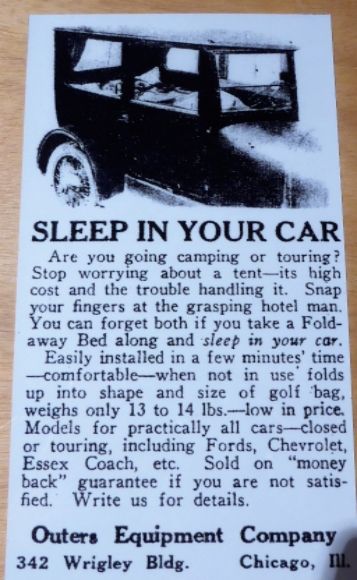 SLEEP IN YOUR CAR
Are you going camping or touring?
Stop worrying about a tent—its high
cost and the trouble handling it. Snap
your fingers at the grasping hotel man.
You can forget both if you take a Fold-
away Bed along and sleep in your car.
Easily installed in a few minutes' time
—comfortable—when not in use folds
up into shape and size of golf bag,
weighs only 13 to 14 lbs.—low in price.
Models for practically all cars—closed
or touring, including Fords, Chevrolet,
Essex Coach, etc. Sold on "money
back" guarantee if you are not satis-
fied. Write us for details.
Outers Equipment Company
342 Wrigley Bldg. Chicago, Ill.